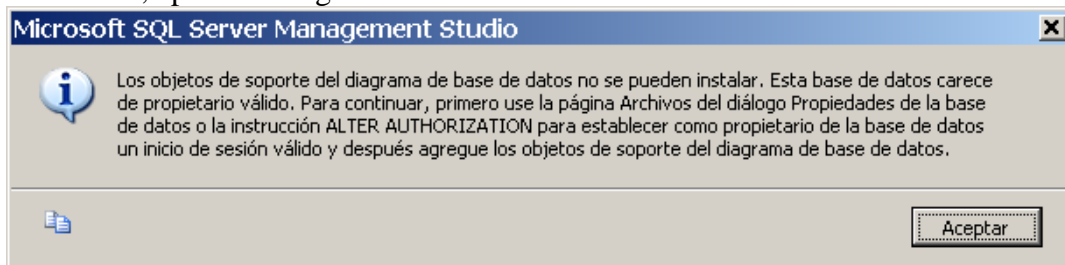 Microsoft SQL Server Management Studio
Los objetos de soporte del diagrama de base de datos no se pueden instalar. Esta base de datos carece
de propietario válido. Para continuar, primero use la página Archivos del diálogo Propiedades de la base
de datos o la instrucción ALTER AUTHORIZATION para establecer como propietario de la base de datos
un inicio de sesión válido y después agregue los objetos de soporte del diagrama de base de datos.
Aceptar